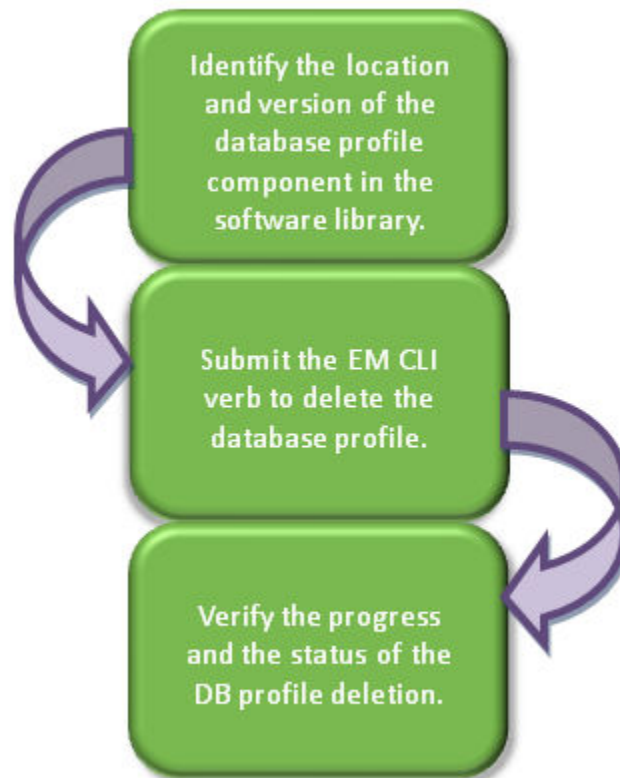 Identify the location
and version of the
database profile
component in the
software library.
Submit the EM CLI
verb to delete the
database profile.
Verify the progress
and the status of the
DB profile deletion.